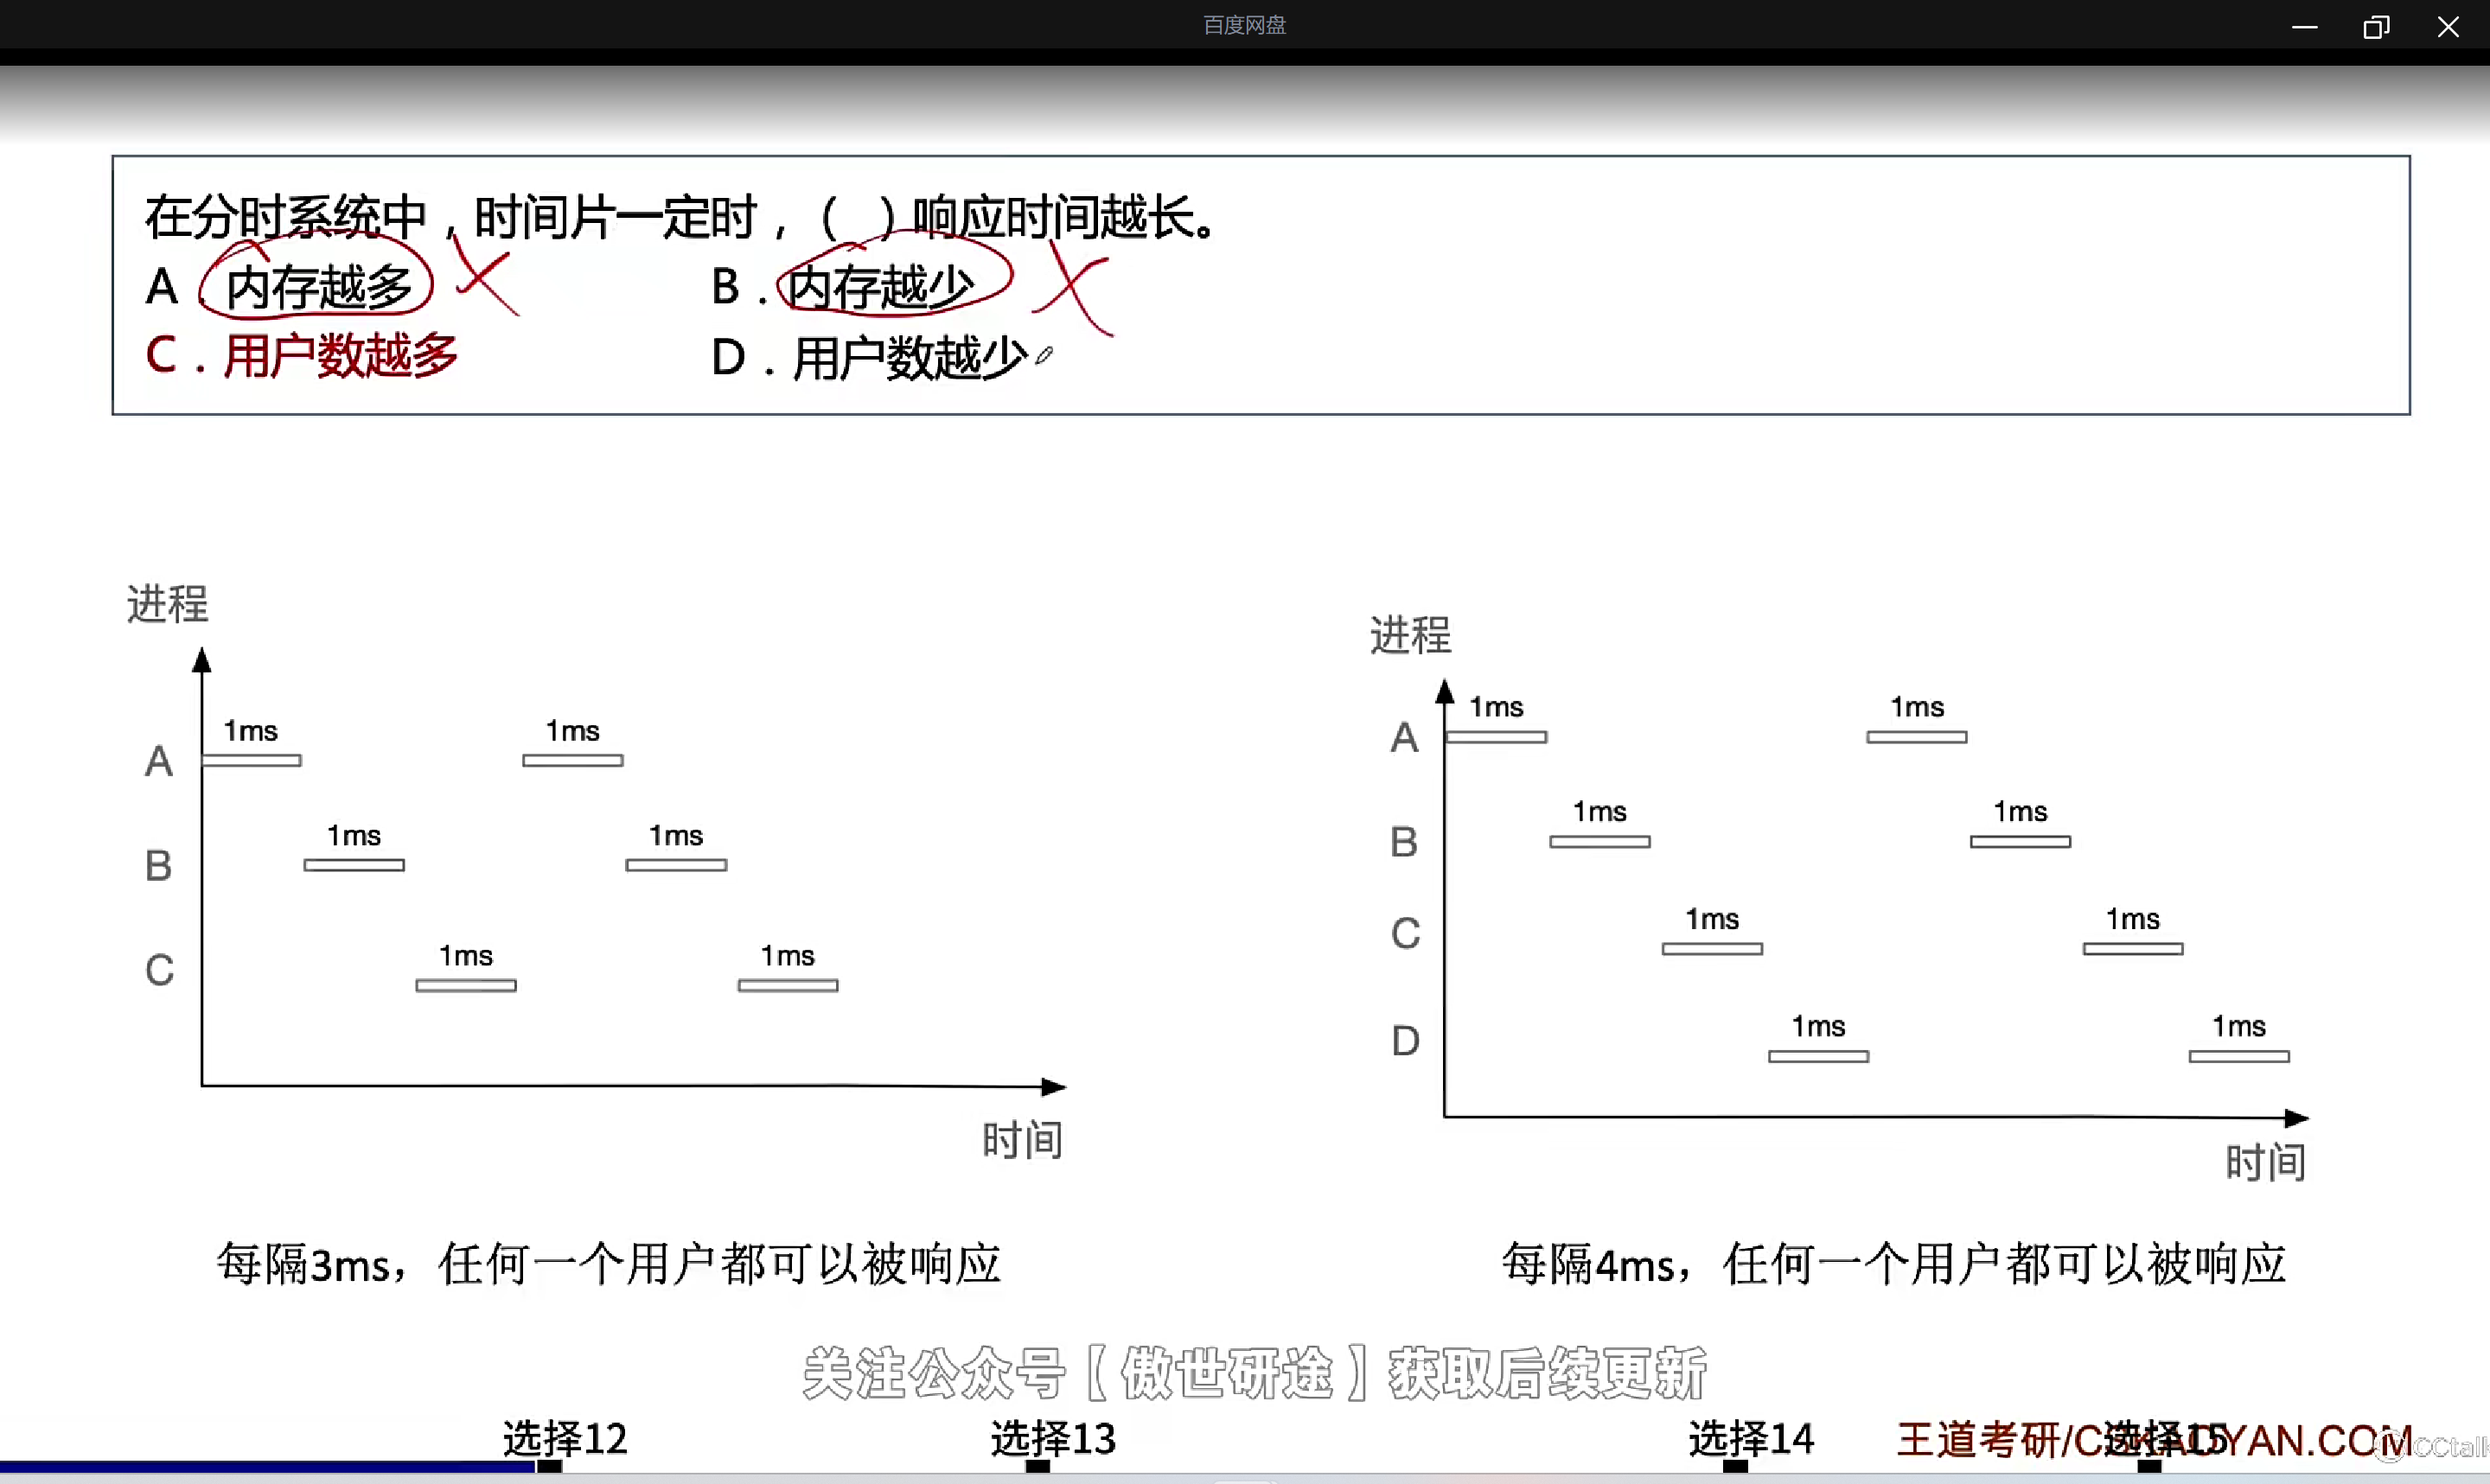 百度网盘
在分时系统中，时间片一定时，（ ）响应时间越长。
A．内存越多 B．内存越少
C．用户数越多 D．用户数越少
进程
1ms 1ms
A
1ms 1ms
B
1ms 1ms
C
时间
每隔3ms，任何一个用户都可以被响应
进程
1ms 1ms
A
1ms 1ms
B
1ms 1ms
C
1ms 1ms
D
时间
每隔4ms，任何一个用户都可以被响应
关注公众号【傲世研途】获取后续更新
选择12 选择13 选择14 选择15
王道考研/CSKAOYAN.COM
CCtalk